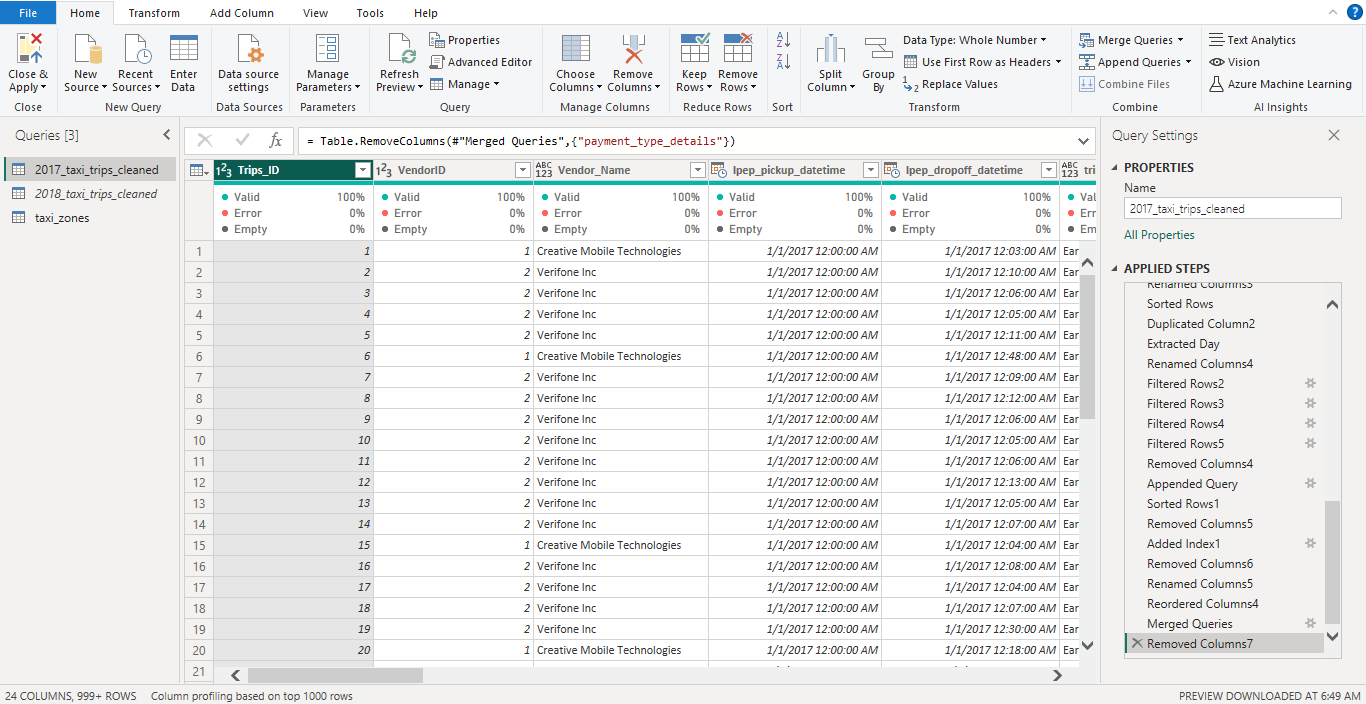 File Home Transform Add Column View Tools Help
Close & Apply
New Source
Recent Sources
Enter Data
Data source settings
Manage Parameters
Refresh Preview
Properties
Advanced Editor
Manage
Choose Columns
Remove Columns
Keep Rows
Remove Rows
Split Column
Group By
Data Type: Whole Number
Use First Row as Headers
Replace Values
Merge Queries
Append Queries
Combine Files
Text Analytics
Vision
Azure Machine Learning
Close New Query Data Sources Parameters Query Manage Columns Reduce Rows Sort Transform Combine AI Insights
Queries [3]
2017_taxi_trips_cleaned
2018_taxi_trips_cleaned
taxi_zones
fx = Table.RemoveColumns(#"Merged Queries",{"payment_type_details"})
Trips_ID VendorID Vendor_Name lpep_pickup_datetime lpep_dropoff_datetime tri
Valid 100% Valid 100% Valid 100% Valid 100% Valid 100% Val
Error 0% Error 0% Error 0% Error 0% Error 0% Err
Empty 0% Empty 0% Empty 0% Empty 0% Empty 0% Em
1 1 1 Creative Mobile Technologies 1/1/2017 12:00:00 AM 1/1/2017 12:03:00 AM Ear
2 2 2 Verifone Inc 1/1/2017 12:00:00 AM 1/1/2017 12:10:00 AM Ear
3 3 2 Verifone Inc 1/1/2017 12:00:00 AM 1/1/2017 12:06:00 AM Ear
4 4 2 Verifone Inc 1/1/2017 12:00:00 AM 1/1/2017 12:05:00 AM Ear
5 5 2 Verifone Inc 1/1/2017 12:00:00 AM 1/1/2017 12:11:00 AM Ear
6 6 1 Creative Mobile Technologies 1/1/2017 12:00:00 AM 1/1/2017 12:48:00 AM Ear
7 7 2 Verifone Inc 1/1/2017 12:00:00 AM 1/1/2017 12:09:00 AM Ear
8 8 2 Verifone Inc 1/1/2017 12:00:00 AM 1/1/2017 12:12:00 AM Ear
9 9 2 Verifone Inc 1/1/2017 12:00:00 AM 1/1/2017 12:06:00 AM Ear
10 10 2 Verifone Inc 1/1/2017 12:00:00 AM 1/1/2017 12:05:00 AM Ear
11 11 2 Verifone Inc 1/1/2017 12:00:00 AM 1/1/2017 12:06:00 AM Ear
12 12 2 Verifone Inc 1/1/2017 12:00:00 AM 1/1/2017 12:13:00 AM Ear
13 13 2 Verifone Inc 1/1/2017 12:00:00 AM 1/1/2017 12:05:00 AM Ear
14 14 2 Verifone Inc 1/1/2017 12:00:00 AM 1/1/2017 12:07:00 AM Ear
15 15 1 Creative Mobile Technologies 1/1/2017 12:00:00 AM 1/1/2017 12:04:00 AM Ear
16 16 2 Verifone Inc 1/1/2017 12:00:00 AM 1/1/2017 12:08:00 AM Ear
17 17 2 Verifone Inc 1/1/2017 12:00:00 AM 1/1/2017 12:04:00 AM Ear
18 18 2 Verifone Inc 1/1/2017 12:00:00 AM 1/1/2017 12:07:00 AM Ear
19 19 2 Verifone Inc 1/1/2017 12:00:00 AM 1/1/2017 12:30:00 AM Ear
20 20 1 Creative Mobile Technologies 1/1/2017 12:00:00 AM 1/1/2017 12:18:00 AM Ear
21
Query Settings
PROPERTIES
Name
2017_taxi_trips_cleaned
All Properties
APPLIED STEPS
Renamed Columns3
Sorted Rows
Duplicated Column2
Extracted Day
Renamed Columns4
Filtered Rows2
Filtered Rows3
Filtered Rows4
Filtered Rows5
Removed Columns4
Appended Query
Sorted Rows1
Removed Columns5
Added Index1
Removed Columns6
Renamed Columns5
Reordered Columns4
Merged Queries
Removed Columns7
24 COLUMNS, 999+ ROWS Column profiling based on top 1000 rows PREVIEW DOWNLOADED AT 6:49 AM